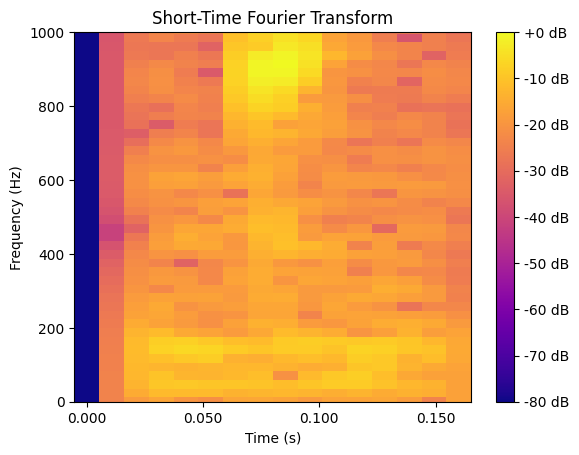 Short-Time Fourier Transform
Frequency (Hz)
1000
800
600
400
200
0
0.000
0.050
0.100
0.150
Time (s)
+0 dB
-10 dB
-20 dB
-30 dB
-40 dB
-50 dB
-60 dB
-70 dB
-80 dB